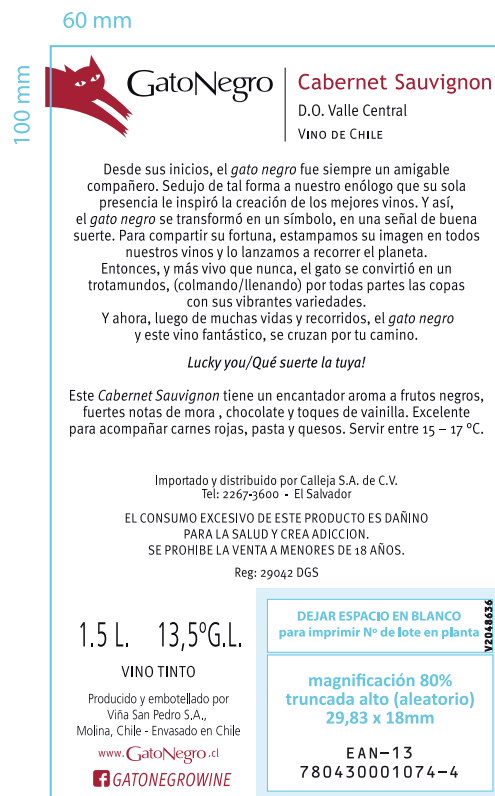 60 mm
100 mm
GatoNegro
Cabernet Sauvignon
D.O. Valle Central
VINO DE CHILE
Desde sus inicios, el gato negro fue siempre un amigable
compañero. Sedujo de tal forma a nuestro enólogo que su sola
presencia le inspiró la creación de los mejores vinos. Y así,
el gato negro se transformó en un símbolo, en una señal de buena
suerte. Para compartir su fortuna, estampamos su imagen en todos
nuestros vinos y lo lanzamos a recorrer el planeta.
Entonces, y más vivo que nunca, el gato se convirtió en un
trotamundos, (colmando/llenando) por todas partes las copas
con sus vibrantes variedades.
Y ahora, luego de muchas vidas y recorridos, el gato negro
y este vino fantástico, se cruzan por tu camino.
Lucky you/Qué suerte la tuya!
Este Cabernet Sauvignon tiene un encantador aroma a frutos negros,
fuertes notas de mora , chocolate y toques de vainilla. Excelente
para acompañar carnes rojas, pasta y quesos. Servir entre 15 – 17 °C.
Importado y distribuido por Calleja S.A. de C.V.
Tel: 2267-3600 - El Salvador
EL CONSUMO EXCESIVO DE ESTE PRODUCTO ES DAÑINO
PARA LA SALUD Y CREA ADICCION.
SE PROHIBE LA VENTA A MENORES DE 18 AÑOS.
Reg: 29042 DGS
1.5 L. 13,5ºG.L.
VINO TINTO
Producido y embotellado por
Viña San Pedro S.A.,
Molina, Chile - Envasado en Chile
www.GatoNegro.cl
GATONEGROWINE
DEJAR ESPACIO EN BLANCO
para imprimir Nº de lote en planta
V2048636
magnificación 80%
truncada alto (aleatorio)
29,83 x 18mm
EAN-13
780430001074-4